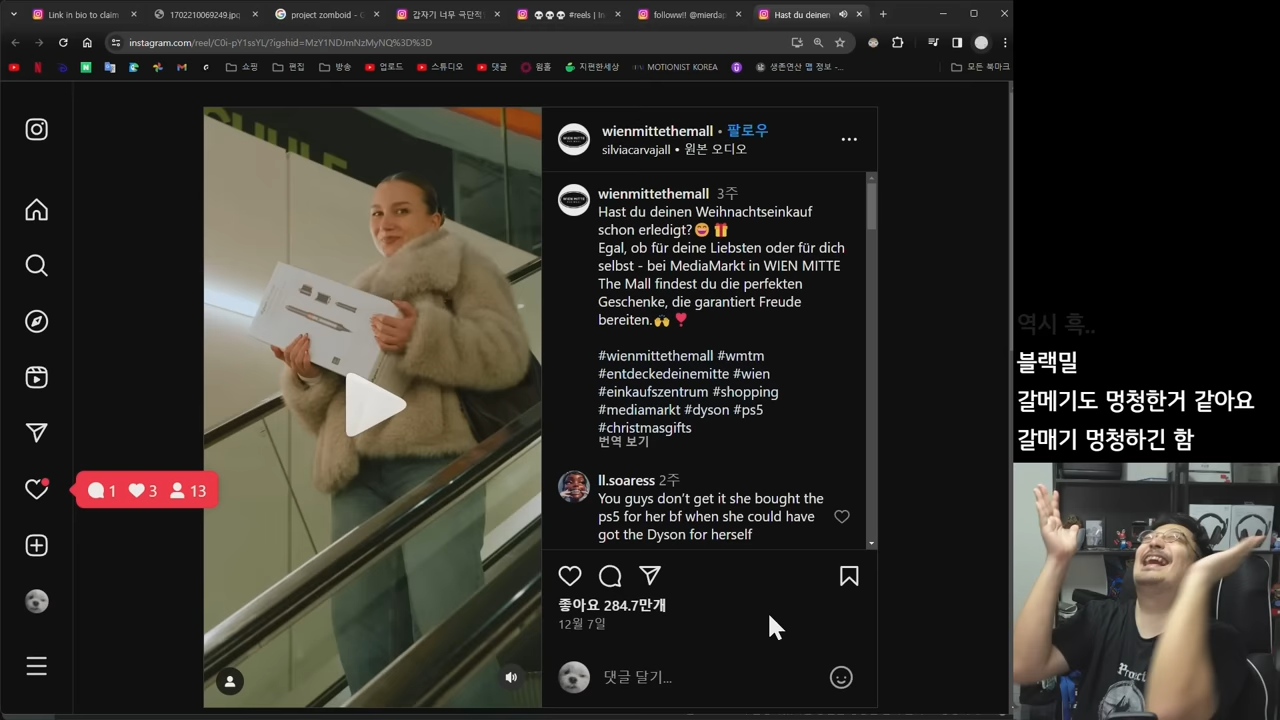 Link in bio to claim
1702210069249.jpg
project zomboid - G
갑자기 너무 극단적
💀💀💀 #reels | In
followw!! @mierdap
Hast du deinen
instagram.com/reel/C0i-pY1ssYL/?igshid=MzY1NDJmNzMyNQ%3D%3D
쇼핑
편집
방송
업로드
스튜디오
댓글
원홈
지편한세상
MOTIONIST KOREA
생존연산 맵 정보 -...
모든 북마크
wienmittethemall • 팔로우
silviacarvajall • 원본 오디오
wienmittethemall 3주
Hast du deinen Weihnachtseinkauf
schon erledigt?😄🎁
Egal, ob für deine Liebsten oder für dich
selbst - bei MediaMarkt in WIEN MITTE
The Mall findest du die perfekten
Geschenke, die garantiert Freude
bereiten.🙌❣️
#wienmittethemall #wmtm
#entdeckedeinemitte #wien
#einkaufszentrum #shopping
#mediamarkt #dyson #ps5
#christmasgifts
번역 보기
ll.soaress 2주
You guys don't get it she bought the
ps5 for her bf when she could have
got the Dyson for herself
좋아요 284.7만개
12월 7일
댓글 달기...
1 3 13
역시 흑..
블랙밀
갈메기도 멍청한거 같아요
갈매기 멍청하긴 함